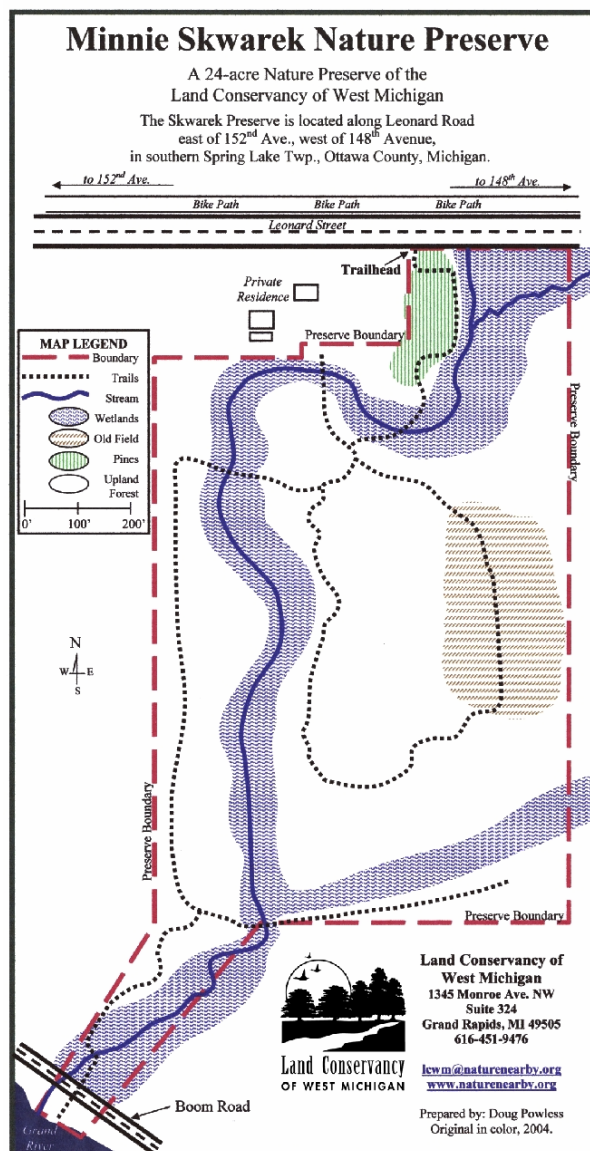 Minnie Skwarek Nature Preserve
A 24-acre Nature Preserve of the
Land Conservancy of West Michigan
The Skwarek Preserve is located along Leonard Road
east of 152nd Ave., west of 148th Avenue,
in southern Spring Lake Twp., Ottawa County, Michigan.
to 152nd Ave.
to 148th Ave.
Bike Path
Bike Path
Bike Path
Leonard Street
Trailhead
Private
Residence
Preserve Boundary
MAP LEGEND
Boundary
Trails
Stream
Wetlands
Old Field
Pines
Upland
Forest
0'
100'
200'
Preserve Boundary
N
W
E
S
Preserve Boundary
Preserve Boundary
Land Conservancy
OF WEST MICHIGAN
Land Conservancy of
West Michigan
1345 Monroe Ave. NW
Suite 324
Grand Rapids, MI 49505
616-451-9476
lcwm@naturenearby.org
www.naturenearby.org
Boom Road
Grand
River
Prepared by: Doug Powless
Original in color, 2004.